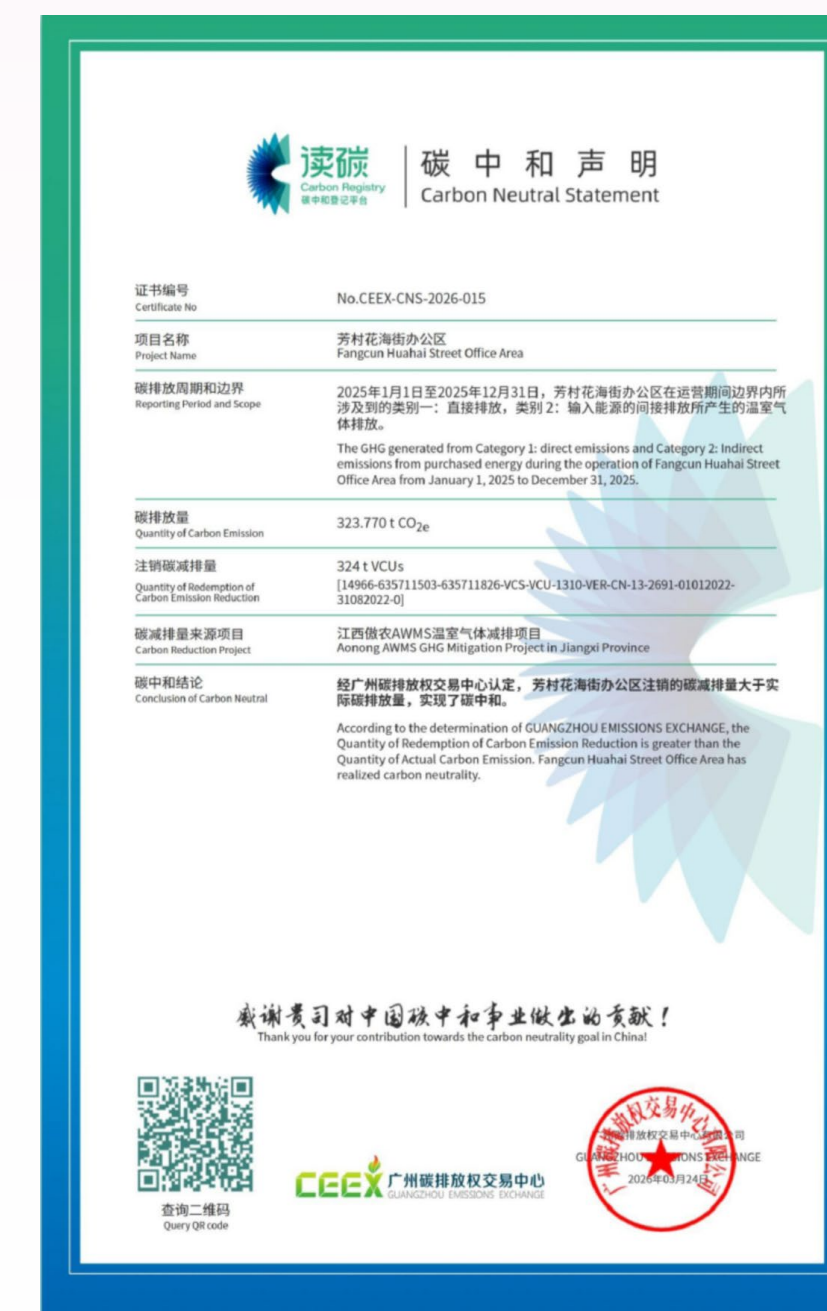 读碳
Carbon Registry
碳中和登记平台
碳中和声明
Carbon Neutral Statement
证书编号
Certificate No
No.CEEX-CNS-2026-015
项目名称
Project Name
芳村花海街办公区
Fangcun Huahai Street Office Area
碳排放周期和边界
Reporting Period and Scope
2025年1月1日至2025年12月31日，芳村花海街办公区在运营期间边界内所
涉及到的类别一：直接排放，类别2：输入能源的间接排放所产生的温室气
体排放。
The GHG generated from Category 1: direct emissions and Category 2: Indirect
emissions from purchased energy during the operation of Fangcun Huahai Street
Office Area from January 1, 2025 to December 31, 2025.
碳排放量
Quantity of Carbon Emission
323.770 t CO2e
注销碳减排量
Quantity of Redemption of
Carbon Emission Reduction
324 t VCUs
[14966-635711503-635711826-VCS-VCU-1310-VER-CN-13-2691-01012022-
31082022-0]
碳减排量来源项目
Carbon Reduction Project
江西傲农AWMS温室气体减排项目
Aonong AWMS GHG Mitigation Project in Jiangxi Province
碳中和结论
Conclusion of Carbon Neutral
经广州碳排放权交易中心认定， 芳村花海街办公区注销的碳减排量大于实
际碳排放量，实现了碳中和。
According to the determination of GUANGZHOU EMISSIONS EXCHANGE, the
Quantity of Redemption of Carbon Emission Reduction is greater than the
Quantity of Actual Carbon Emission. Fangcun Huahai Street Office Area has
realized carbon neutrality.
感谢贵司对中国碳中和事业做出的贡献！
Thank you for your contribution towards the carbon neutrality goal in China!
查询二维码
Query QR code
CEEX
广州碳排放权交易中心
GUANGZHOU EMISSIONS EXCHANGE
广州碳排放权交易中心有限公司
2026年03月24日